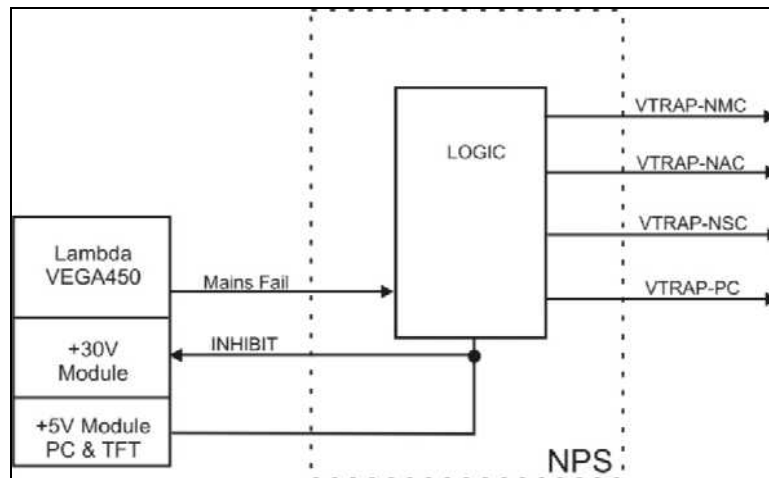 VTRAP-NMC
LOGIC
VTRAP-NAC
VTRAP-NSC
Lambda
VEGA450
Mains Fail
VTRAP-PC
INHIBIT
+30V
Module
+5V Module
PC & TFT
NPS